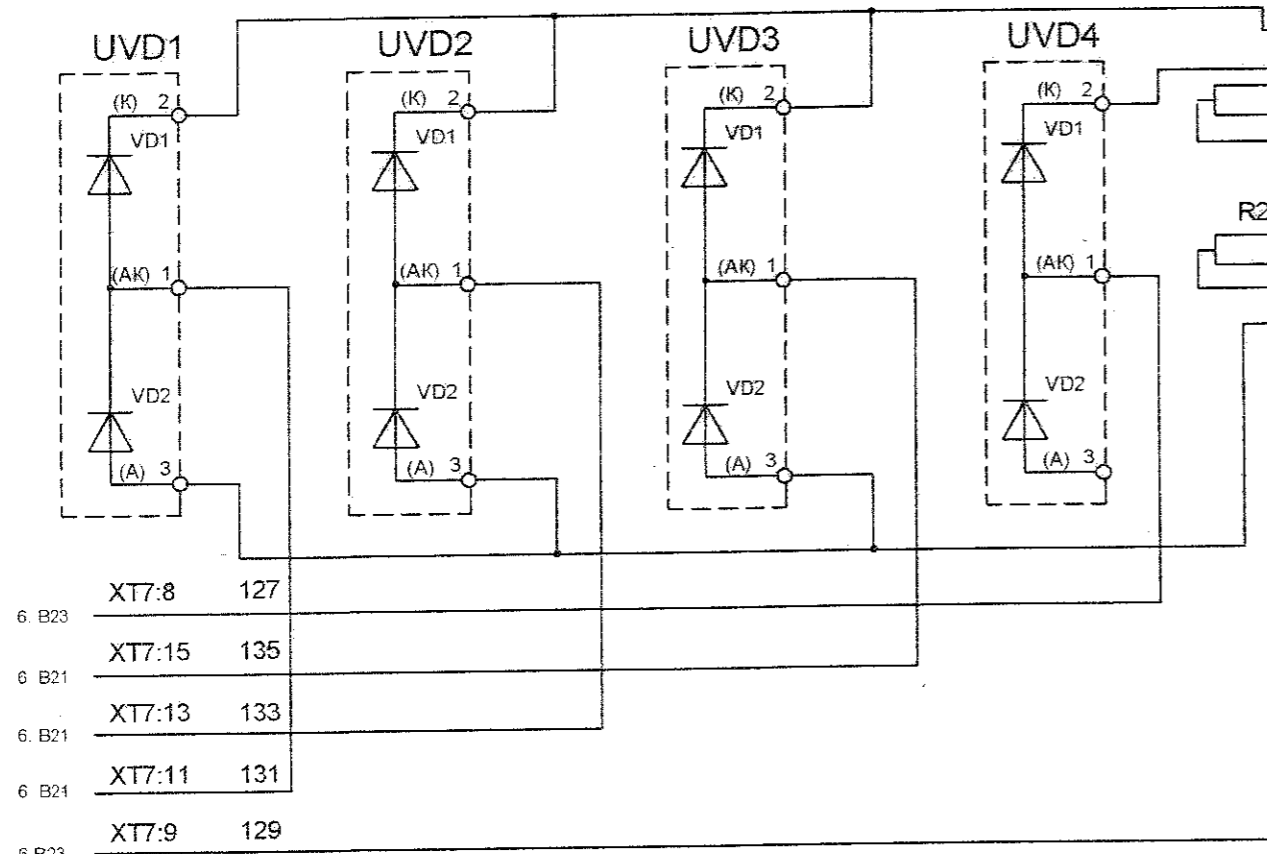 UVD1 UVD2 UVD3 UVD4
(K) 2 (K) 2 (K) 2 (K) 2
VD1 VD1 VD1 VD1
R2
(AK) 1 (AK) 1 (AK) 1 (AK) 1
VD2 VD2 VD2 VD2
(A) 3 (A) 3 (A) 3 (A) 3
6. B23 XT7:8 127
6 B21 XT7:15 135
6. B21 XT7:13 133
6 B21 XT7:11 131
6 B23 XT7:9 129